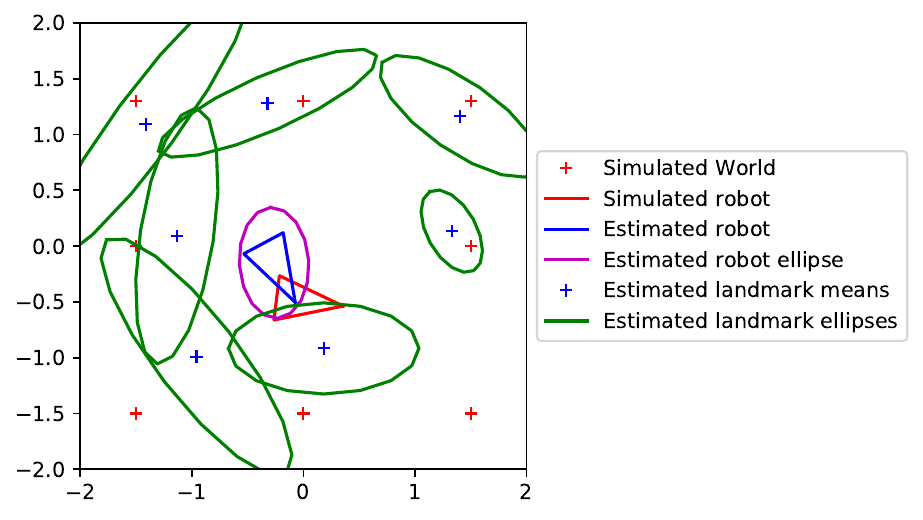 2.0
1.5
1.0
0.5
0.0
−0.5
−1.0
−1.5
−2.0
−2
−1
0
1
2
Simulated World
Simulated robot
Estimated robot
Estimated robot ellipse
Estimated landmark means
Estimated landmark ellipses